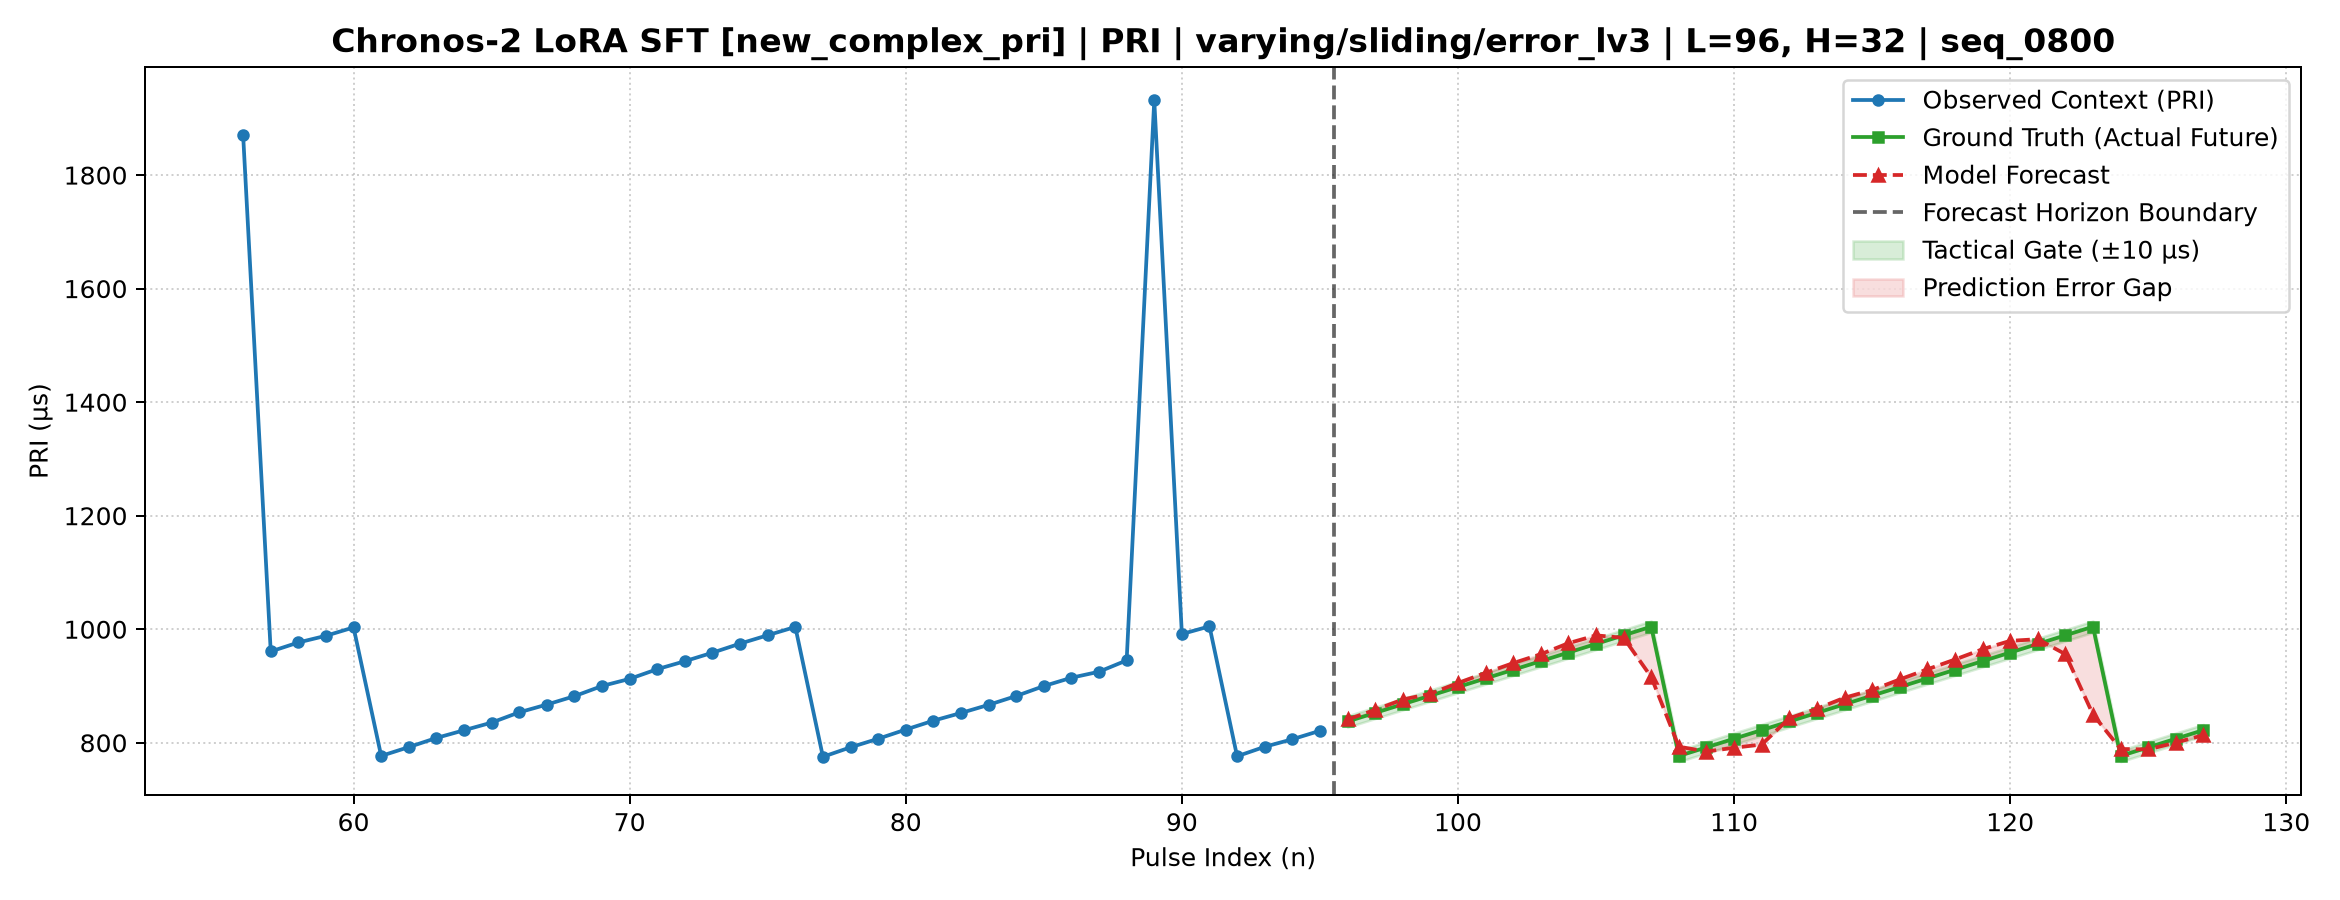 Chronos-2 LoRA SFT [new_complex_pri] | PRI | varying/sliding/error_lv3 | L=96, H=32 | seq_0800
Observed Context (PRI)
Ground Truth (Actual Future)
Model Forecast
Forecast Horizon Boundary
Tactical Gate (±10 µs)
Prediction Error Gap
PRI (µs)
1800
1600
1400
1200
1000
800
60 70 80 90 100 110 120 130
Pulse Index (n)